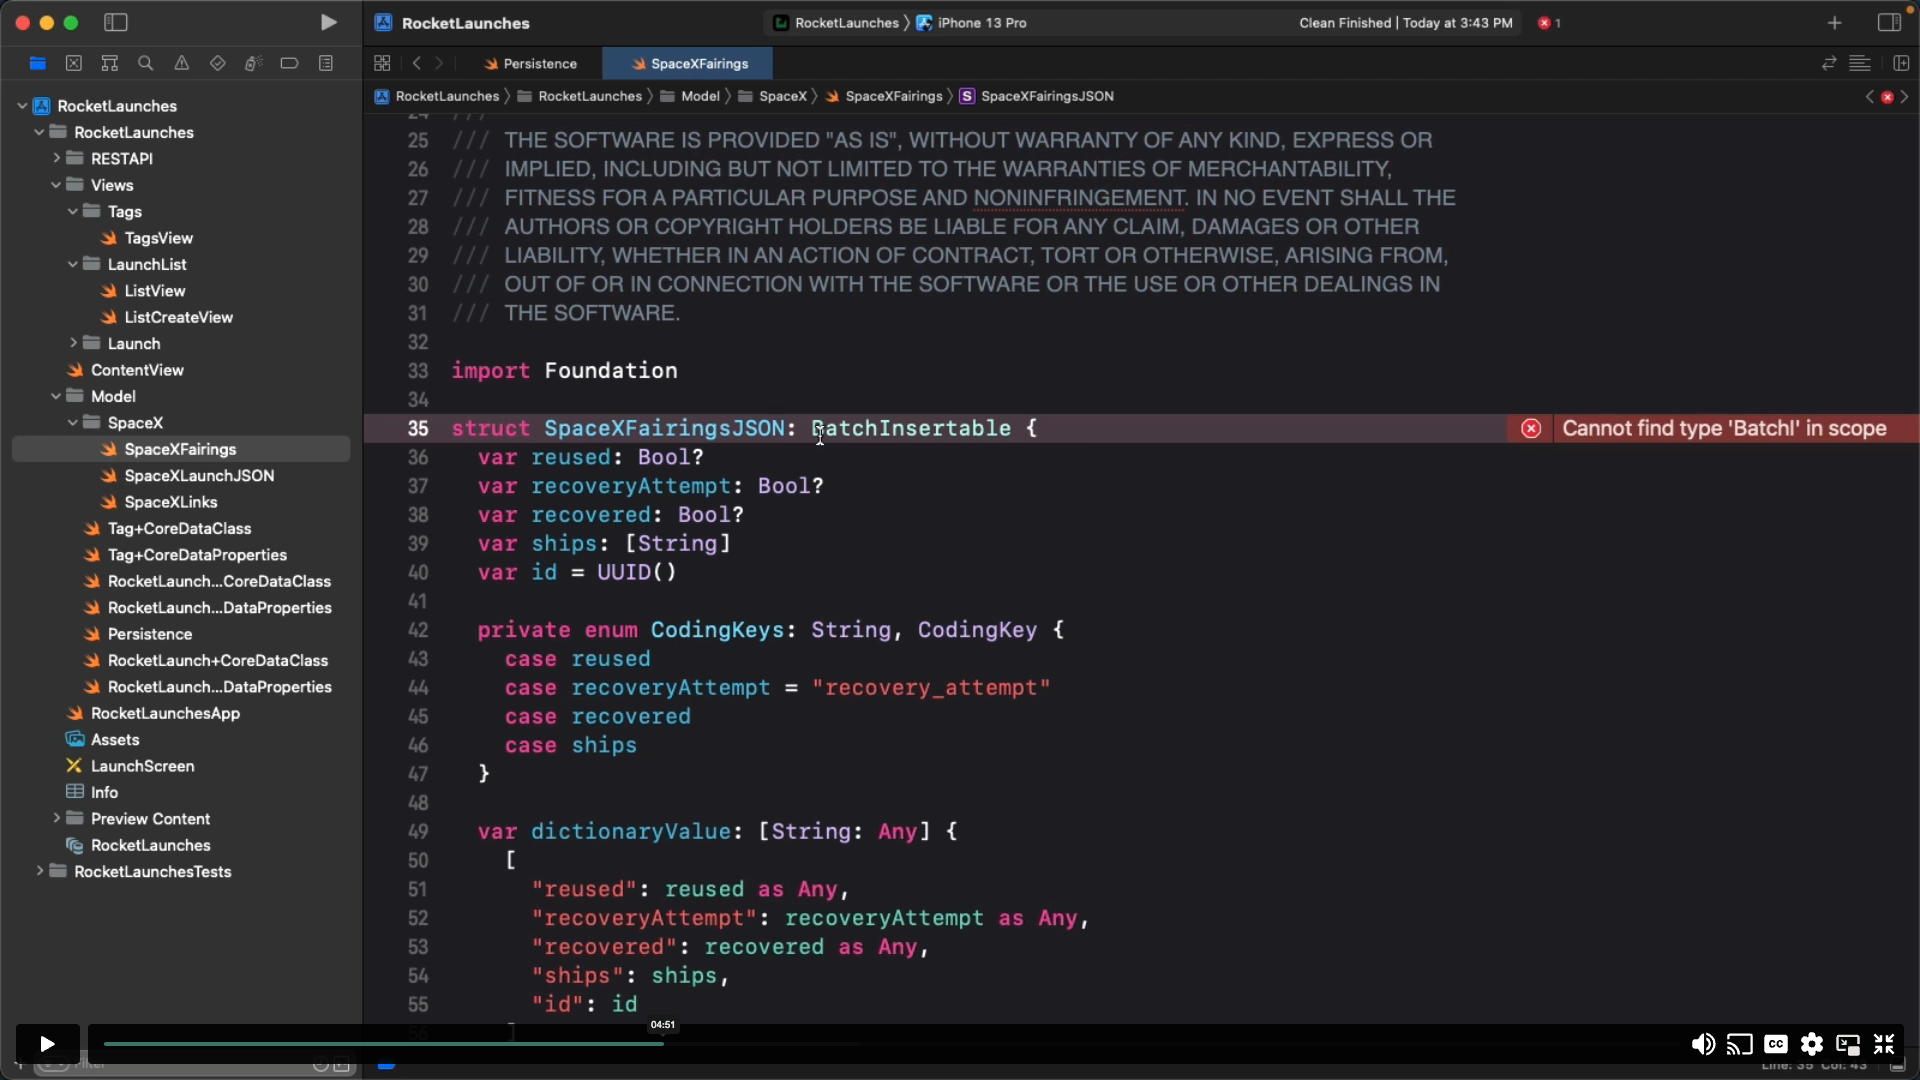 RocketLaunches
RocketLaunches
iPhone 13 Pro
Clean Finished | Today at 3:43 PM
1
Persistence
SpaceXFairings
RocketLaunches
RocketLaunches
Model
SpaceX
SpaceXFairings
S
SpaceXFairingsJSON
RocketLaunches
RocketLaunches
RESTAPI
Views
Tags
TagsView
LaunchList
ListView
ListCreateView
Launch
ContentView
Model
SpaceX
SpaceXFairings
SpaceXLaunchJSON
SpaceXLinks
Tag+CoreDataClass
Tag+CoreDataProperties
RocketLaunch...CoreDataClass
RocketLaunch...DataProperties
Persistence
RocketLaunch+CoreDataClass
RocketLaunch...DataProperties
RocketLaunchesApp
Assets
LaunchScreen
Info
Preview Content
RocketLaunches
RocketLaunchesTests
Filter
24 ///
25 /// THE SOFTWARE IS PROVIDED "AS IS", WITHOUT WARRANTY OF ANY KIND, EXPRESS OR
26 /// IMPLIED, INCLUDING BUT NOT LIMITED TO THE WARRANTIES OF MERCHANTABILITY,
27 /// FITNESS FOR A PARTICULAR PURPOSE AND NONINFRINGEMENT. IN NO EVENT SHALL THE
28 /// AUTHORS OR COPYRIGHT HOLDERS BE LIABLE FOR ANY CLAIM, DAMAGES OR OTHER
29 /// LIABILITY, WHETHER IN AN ACTION OF CONTRACT, TORT OR OTHERWISE, ARISING FROM,
30 /// OUT OF OR IN CONNECTION WITH THE SOFTWARE OR THE USE OR OTHER DEALINGS IN
31 /// THE SOFTWARE.
32
33 import Foundation
34
35 struct SpaceXFairingsJSON: BatchInsertable {
Cannot find type 'BatchI' in scope
36 var reused: Bool?
37 var recoveryAttempt: Bool?
38 var recovered: Bool?
39 var ships: [String]
40 var id = UUID()
41
42 private enum CodingKeys: String, CodingKey {
43 case reused
44 case recoveryAttempt = "recovery_attempt"
45 case recovered
46 case ships
47 }
48
49 var dictionaryValue: [String: Any] {
50 [
51 "reused": reused as Any,
52 "recoveryAttempt": recoveryAttempt as Any,
53 "recovered": recovered as Any,
54 "ships": ships,
55 "id": id
56 ]
04:51
CC
Line: 35 Col: 43